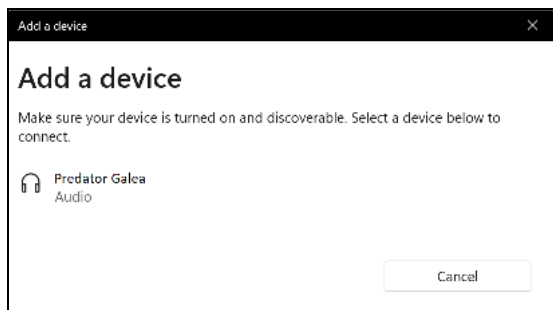 Add a device
Add a device
Make sure your device is turned on and discoverable. Select a device below to
connect.
Predator Galea
Audio
Cancel